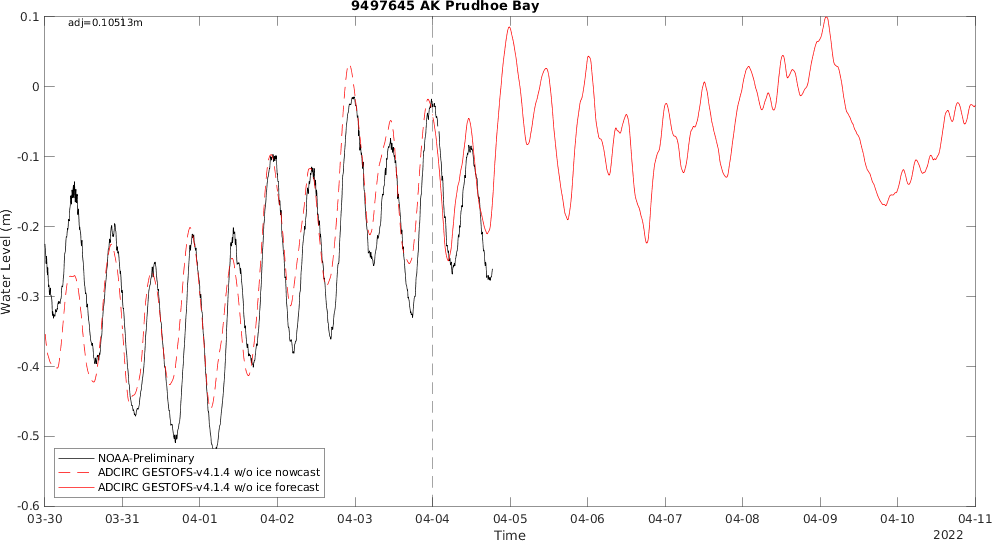 9497645 AK Prudhoe Bay
adj=0.10513m
0.1
0
-0.1
-0.2
-0.3
-0.4
-0.5
-0.6
Water Level (m)
NOAA-Preliminary
ADCIRC GESTOFS-v4.1.4 w/o ice nowcast
ADCIRC GESTOFS-v4.1.4 w/o ice forecast
03-30 03-31 04-01 04-02 04-03 04-04 04-05 04-06 04-07 04-08 04-09 04-10 04-11
Time
2022